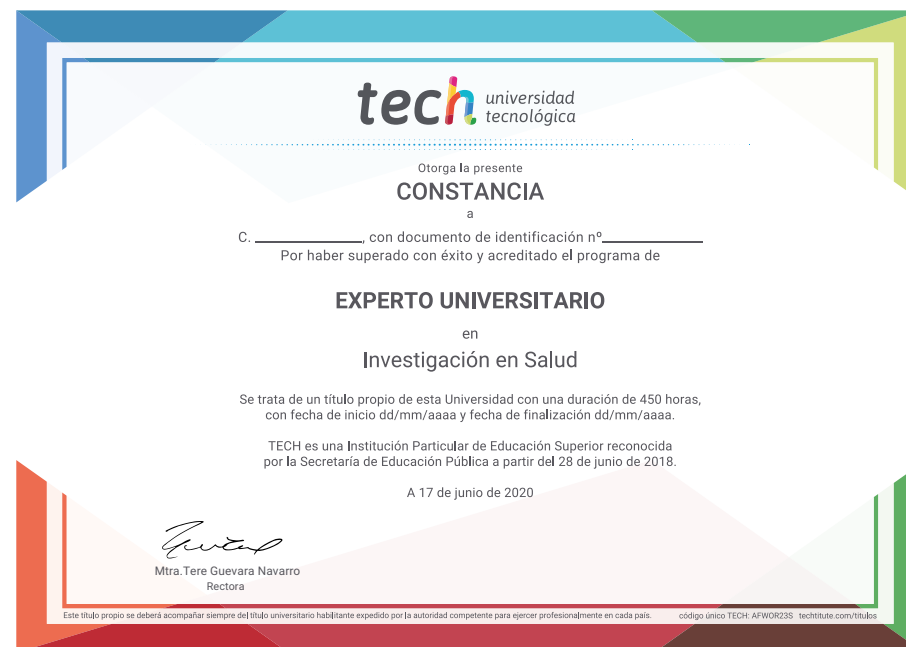 tech universidad
tecnológica
Otorga la presente
CONSTANCIA
a
C. ____________, con documento de identificación nº____________
Por haber superado con éxito y acreditado el programa de
EXPERTO UNIVERSITARIO
en
Investigación en Salud
Se trata de un título propio de esta Universidad con una duración de 450 horas,
con fecha de inicio dd/mm/aaaa y fecha de finalización dd/mm/aaaa.
TECH es una Institución Particular de Educación Superior reconocida
por la Secretaría de Educación Pública a partir del 28 de junio de 2018.
A 17 de junio de 2020
Mtra.Tere Guevara Navarro
Rectora
Este título propio se deberá acompañar siempre del título universitario habilitante expedido por la autoridad competente para ejercer profesionalmente en cada país. código único TECH: AFWOR23S techtitute.com/titulos